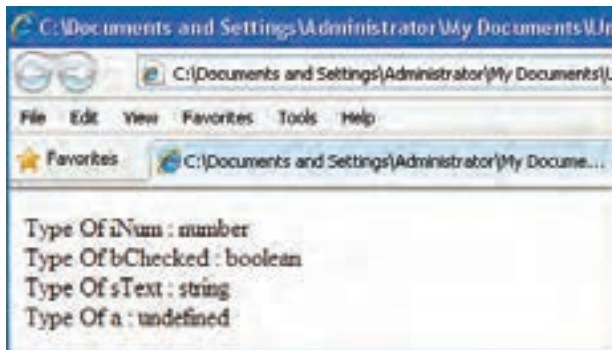 C:\Documents and Settings\Administrator\My Documents\Un
C:\Documents and Settings\Administrator\My Documents\U
File Edit View Favorites Tools Help
Favorites C:\Documents and Settings\Administrator\My Docume...
Type Of iNum : number
Type Of bChecked : boolean
Type Of sText : string
Type Of a : undefined